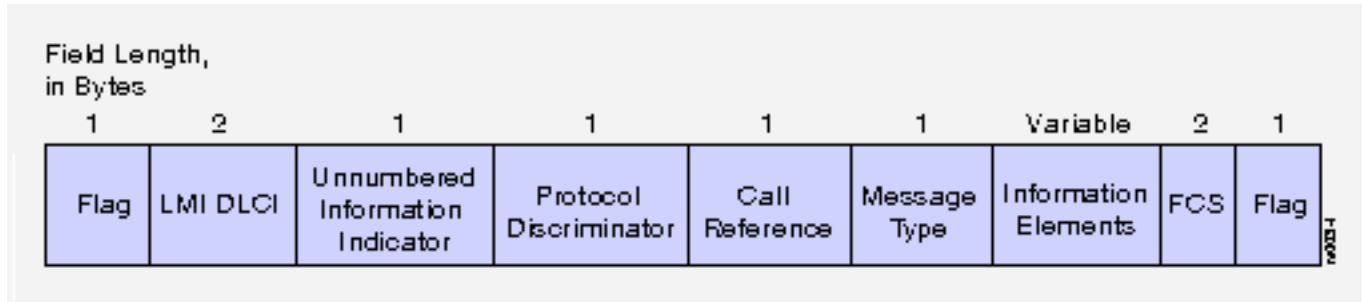 Field Length,
in Bytes
1 2 1 1 1 1 Variable 2 1
Flag LMI DLCI Unnumbered Information Indicator Protocol Discriminator Call Reference Message Type Information Elements FCS Flag